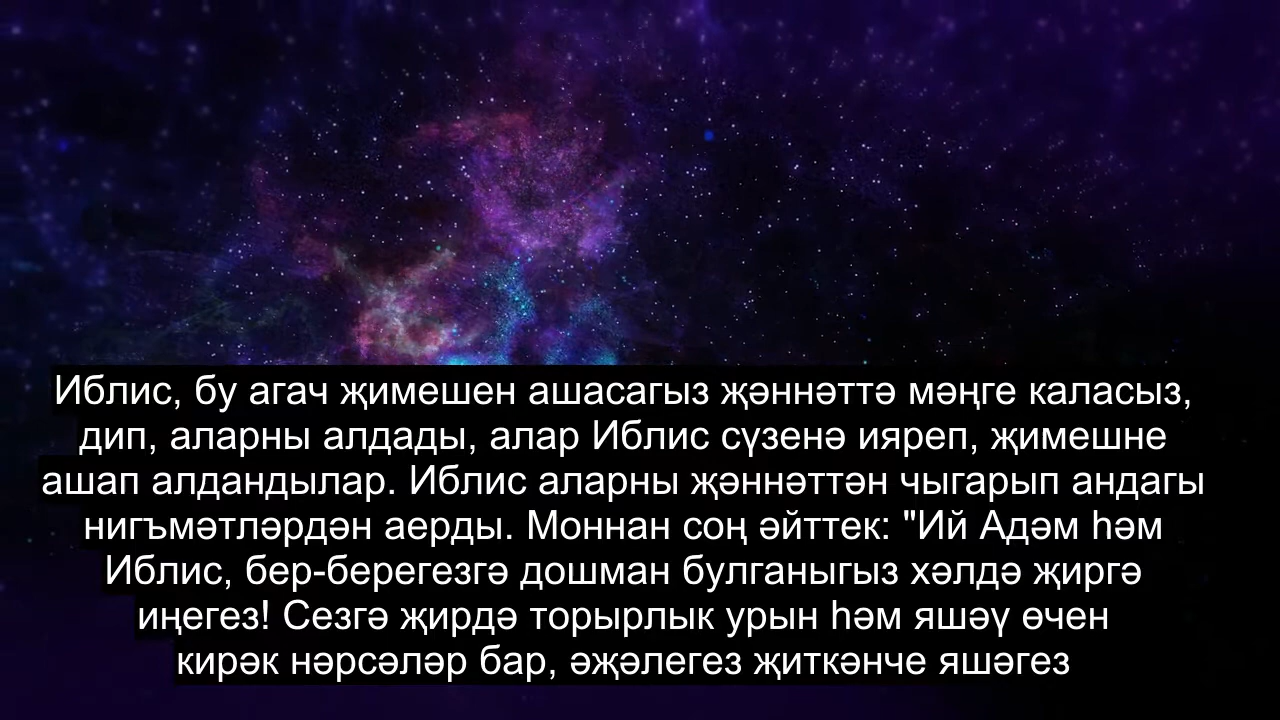 Иблис, бу агач җимешен ашасагыз җәннәттә мәңге каласыз,
дип, аларны алдады, алар Иблис сүзенә ияреп, җимешне
ашап алдандылар. Иблис аларны җәннәттән чыгарып андагы
нигъмәтләрдән аерды. Моннан соң әйттек: "Ий Адәм һәм
Иблис, бер-берегезгә дошман булганыгыз хәлдә җиргә
иңегез! Сезгә җирдә торырлык урын һәм яшәү өчен
кирәк нәрсәләр бар, әҗәлегез җиткәнче яшәгез